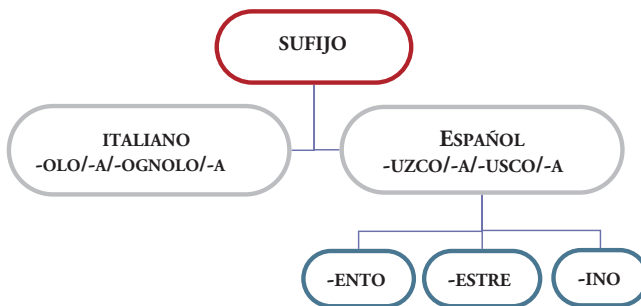 SUFIJO
ITALIANO
-OLO/-A/-OGNOLO/-A
ESPAÑOL
-UZCO/-A/-USCO/-A
-ENTO
-ESTRE
-INO